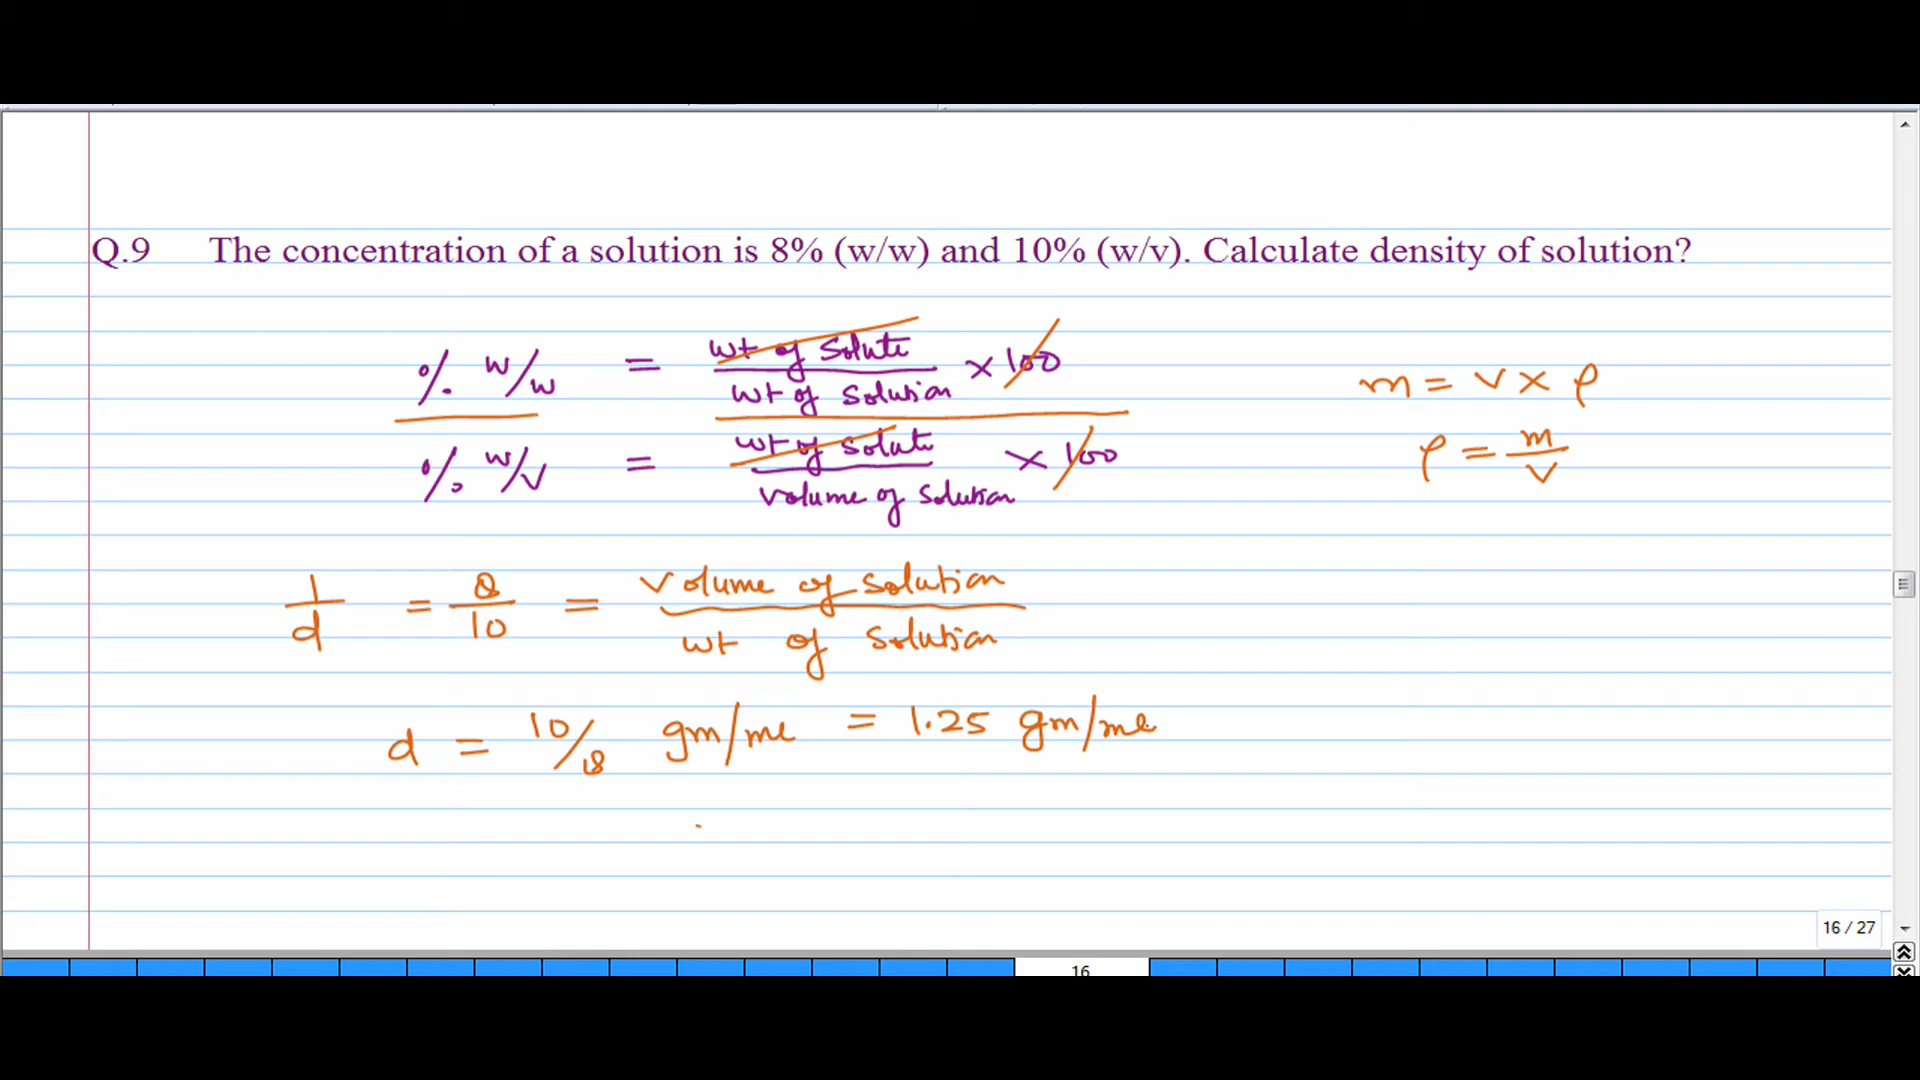 Q.9 The concentration of a solution is 8% (w/w) and 10% (w/v). Calculate density of solution?
% w/w = wt of solute / wt of solution × 100
m = v × ρ
% w/v = wt of solute / volume of solution × 100
ρ = m/v
1/d = 8/10 = volume of solution / wt of solution
d = 10/18 gm/ml = 1.25 gm/ml
16 / 27
16